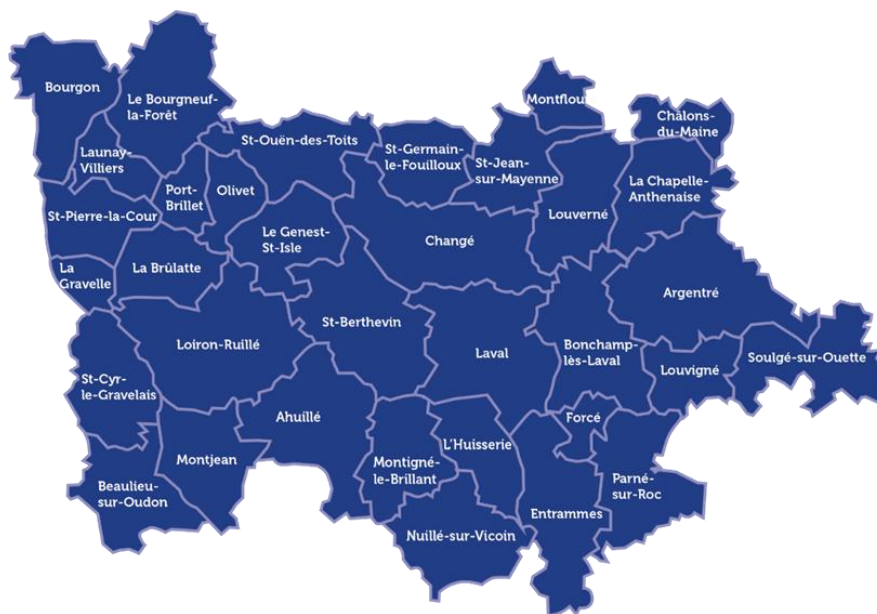 Bourgon
Le Bourgneuf-
la-Forêt
Montflour
Châlons-
du-Maine
St-Ouën-des-Toits
St-Germain-
le-Fouilloux
St-Jean-
sur-Mayenne
Launay-
Villiers
Port-
Brillet
Olivet
La Chapelle-
Anthenaise
St-Pierre-la-Cour
Le Genest-
St-Isle
Changé
Louverné
La
Gravelle
La Brûlatte
Argentré
St-Berthevin
Loiron-Ruillé
Laval
Bonchamp-
lès-Laval
Louvigné
Soulgé-sur-Ouette
St-Cyr-
le-Gravelais
Ahuillé
Forcé
L'Huisserie
Montjean
Montigné-
le-Brillant
Parné-
sur-Roc
Beaulieu-
sur-Oudon
Entrammes
Nuillé-sur-Vicoin